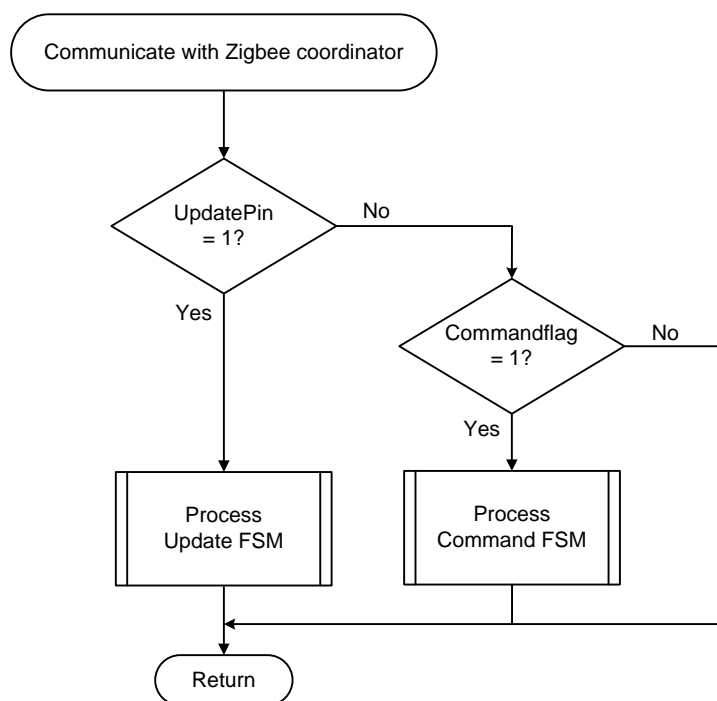 Communicate with Zigbee coordinator
UpdatePin
= 1?
No
Yes
Commandflag
= 1?
No
Yes
Process
Update FSM
Process
Command FSM
Return